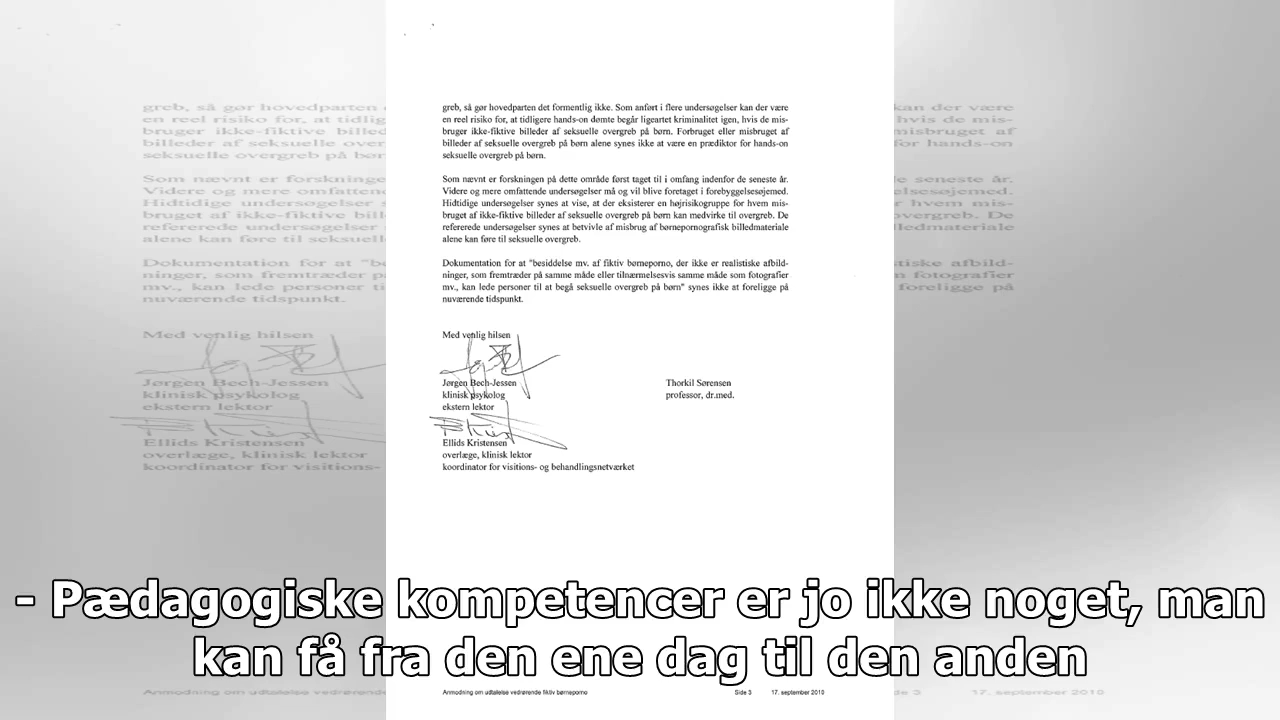 greb, så gør hovedparten det formentlig ikke. Som anført i flere undersøgelser kan der være
en reel risiko for, at tidligere hands-on dømte begår ligeartet kriminalitet igen, hvis de mis-
bruger ikke-fiktive billeder af seksuelle overgreb på børn. Forbruget eller misbruget af
billeder af seksuelle overgreb på børn alene synes ikke at være en prædiktor for hands-on
seksuelle overgreb på børn.
Som nævnt er forskningen på dette område først taget til i omfang indenfor de seneste år.
Videre og mere omfattende undersøgelser må og vil blive foretaget i forebyggelsesøjemed.
Hidtidige undersøgelser synes at vise, at der eksisterer en højrisikogruppe for hvem mis-
bruget af ikke-fiktive billeder af seksuelle overgreb på børn kan medvirke til overgreb. De
refererede undersøgelser synes at betvivle af misbrug af børnepornografisk billedmateriale
alene kan føre til seksuelle overgreb.
Dokumentation for at "besiddelse mv. af fiktiv børneporno, der ikke er realistiske afbild-
ninger, som fremtræder på samme måde eller tilnærmelsesvis samme måde som fotografier
mv., kan lede personer til at begå seksuelle overgreb på børn" synes ikke at foreligge på
nuværende tidspunkt.
Med venlig hilsen
Jørgen Bech-Jessen
klinisk psykolog
ekstern lektor
Thorkil Sørensen
professor, dr.med.
Ellids Kristensen
overlæge, klinisk lektor
koordinator for visitions- og behandlingsnetværket
- Pædagogiske kompetencer er jo ikke noget, man
kan få fra den ene dag til den anden
Anmodning om udtalelse vedrørende fiktiv børneporno Side 3 17. september 2010